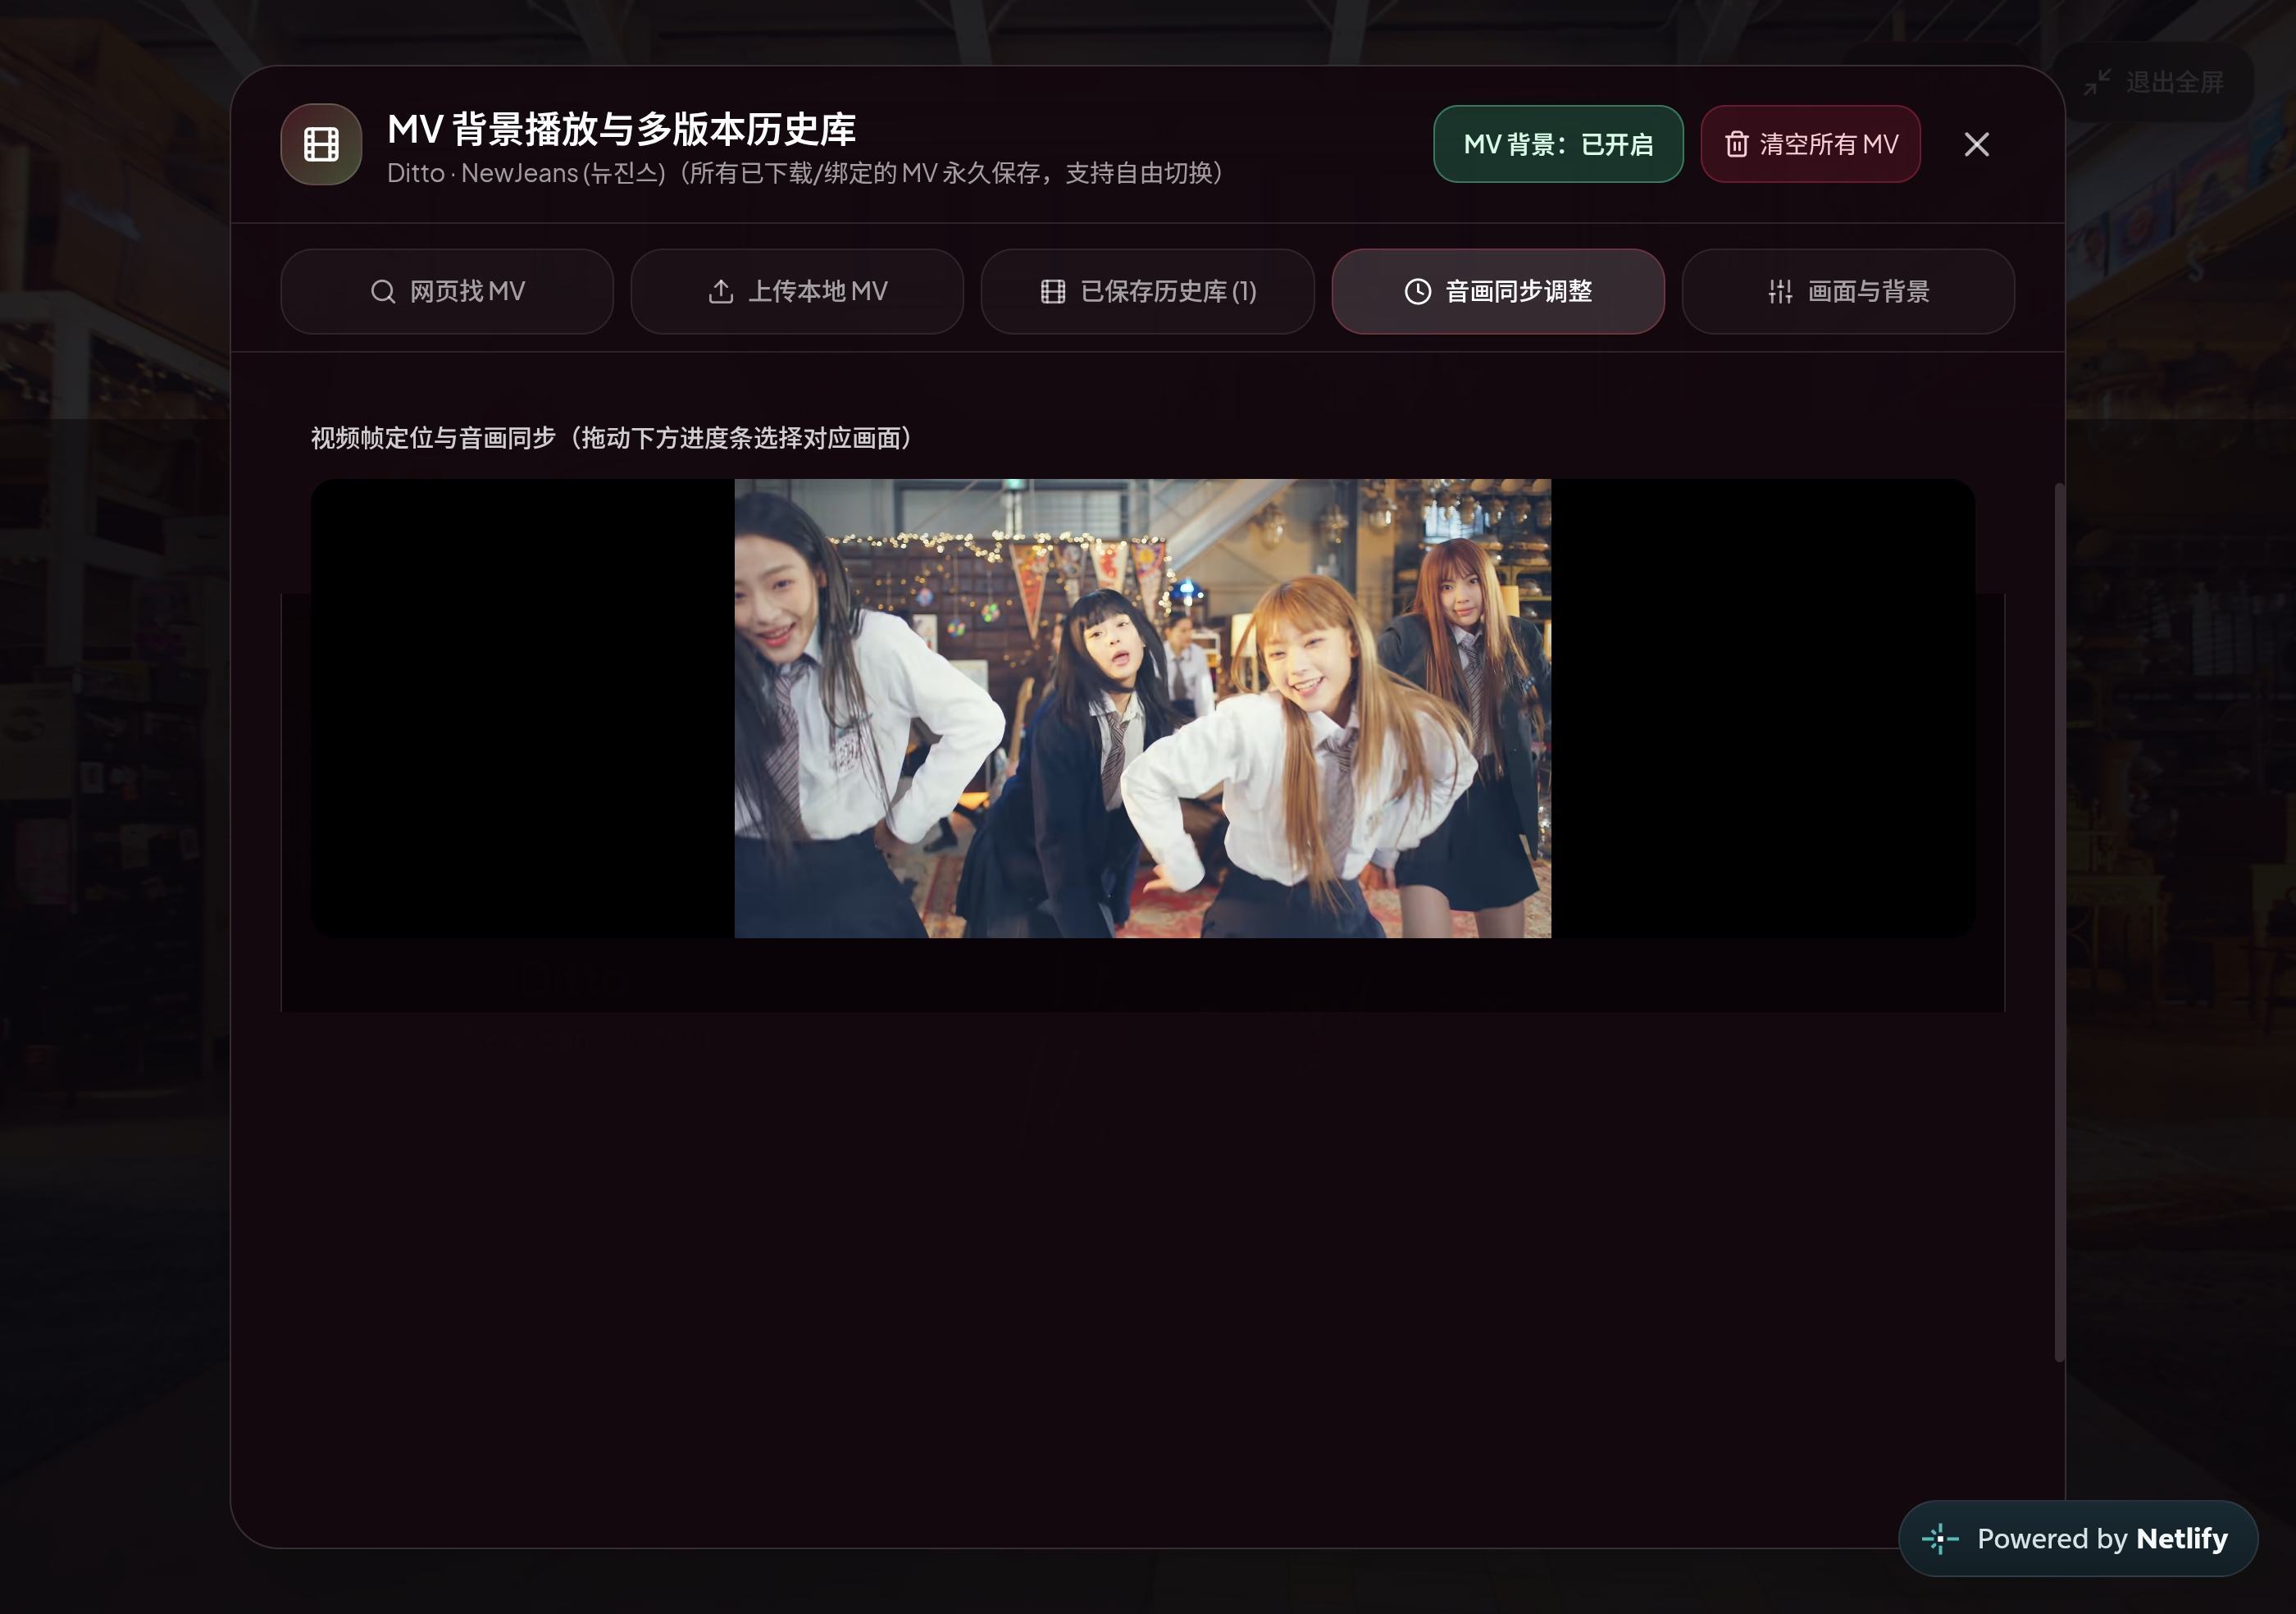 退出全屏
MV 背景播放与多版本历史库
Ditto · NewJeans (뉴진스)（所有已下载/绑定的 MV 永久保存，支持自由切换）
MV 背景：已开启
清空所有 MV
网页找 MV
上传本地 MV
已保存历史库 (1)
音画同步调整
画面与背景
视频帧定位与音画同步（拖动下方进度条选择对应画面）
Powered by Netlify